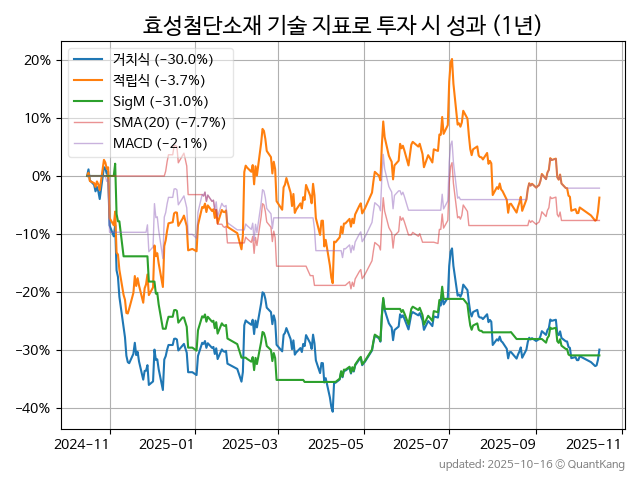 효성첨단소재 기술 지표로 투자 시 성과 (1년)
거치식 (−30.0%)
적립식 (−3.7%)
SigM (−31.0%)
SMA(20) (−7.7%)
MACD (−2.1%)
20%
10%
0%
−10%
−20%
−30%
−40%
2024-11 2025-01 2025-03 2025-05 2025-07 2025-09 2025-11
updated: 2025-10-16 © QuantKang